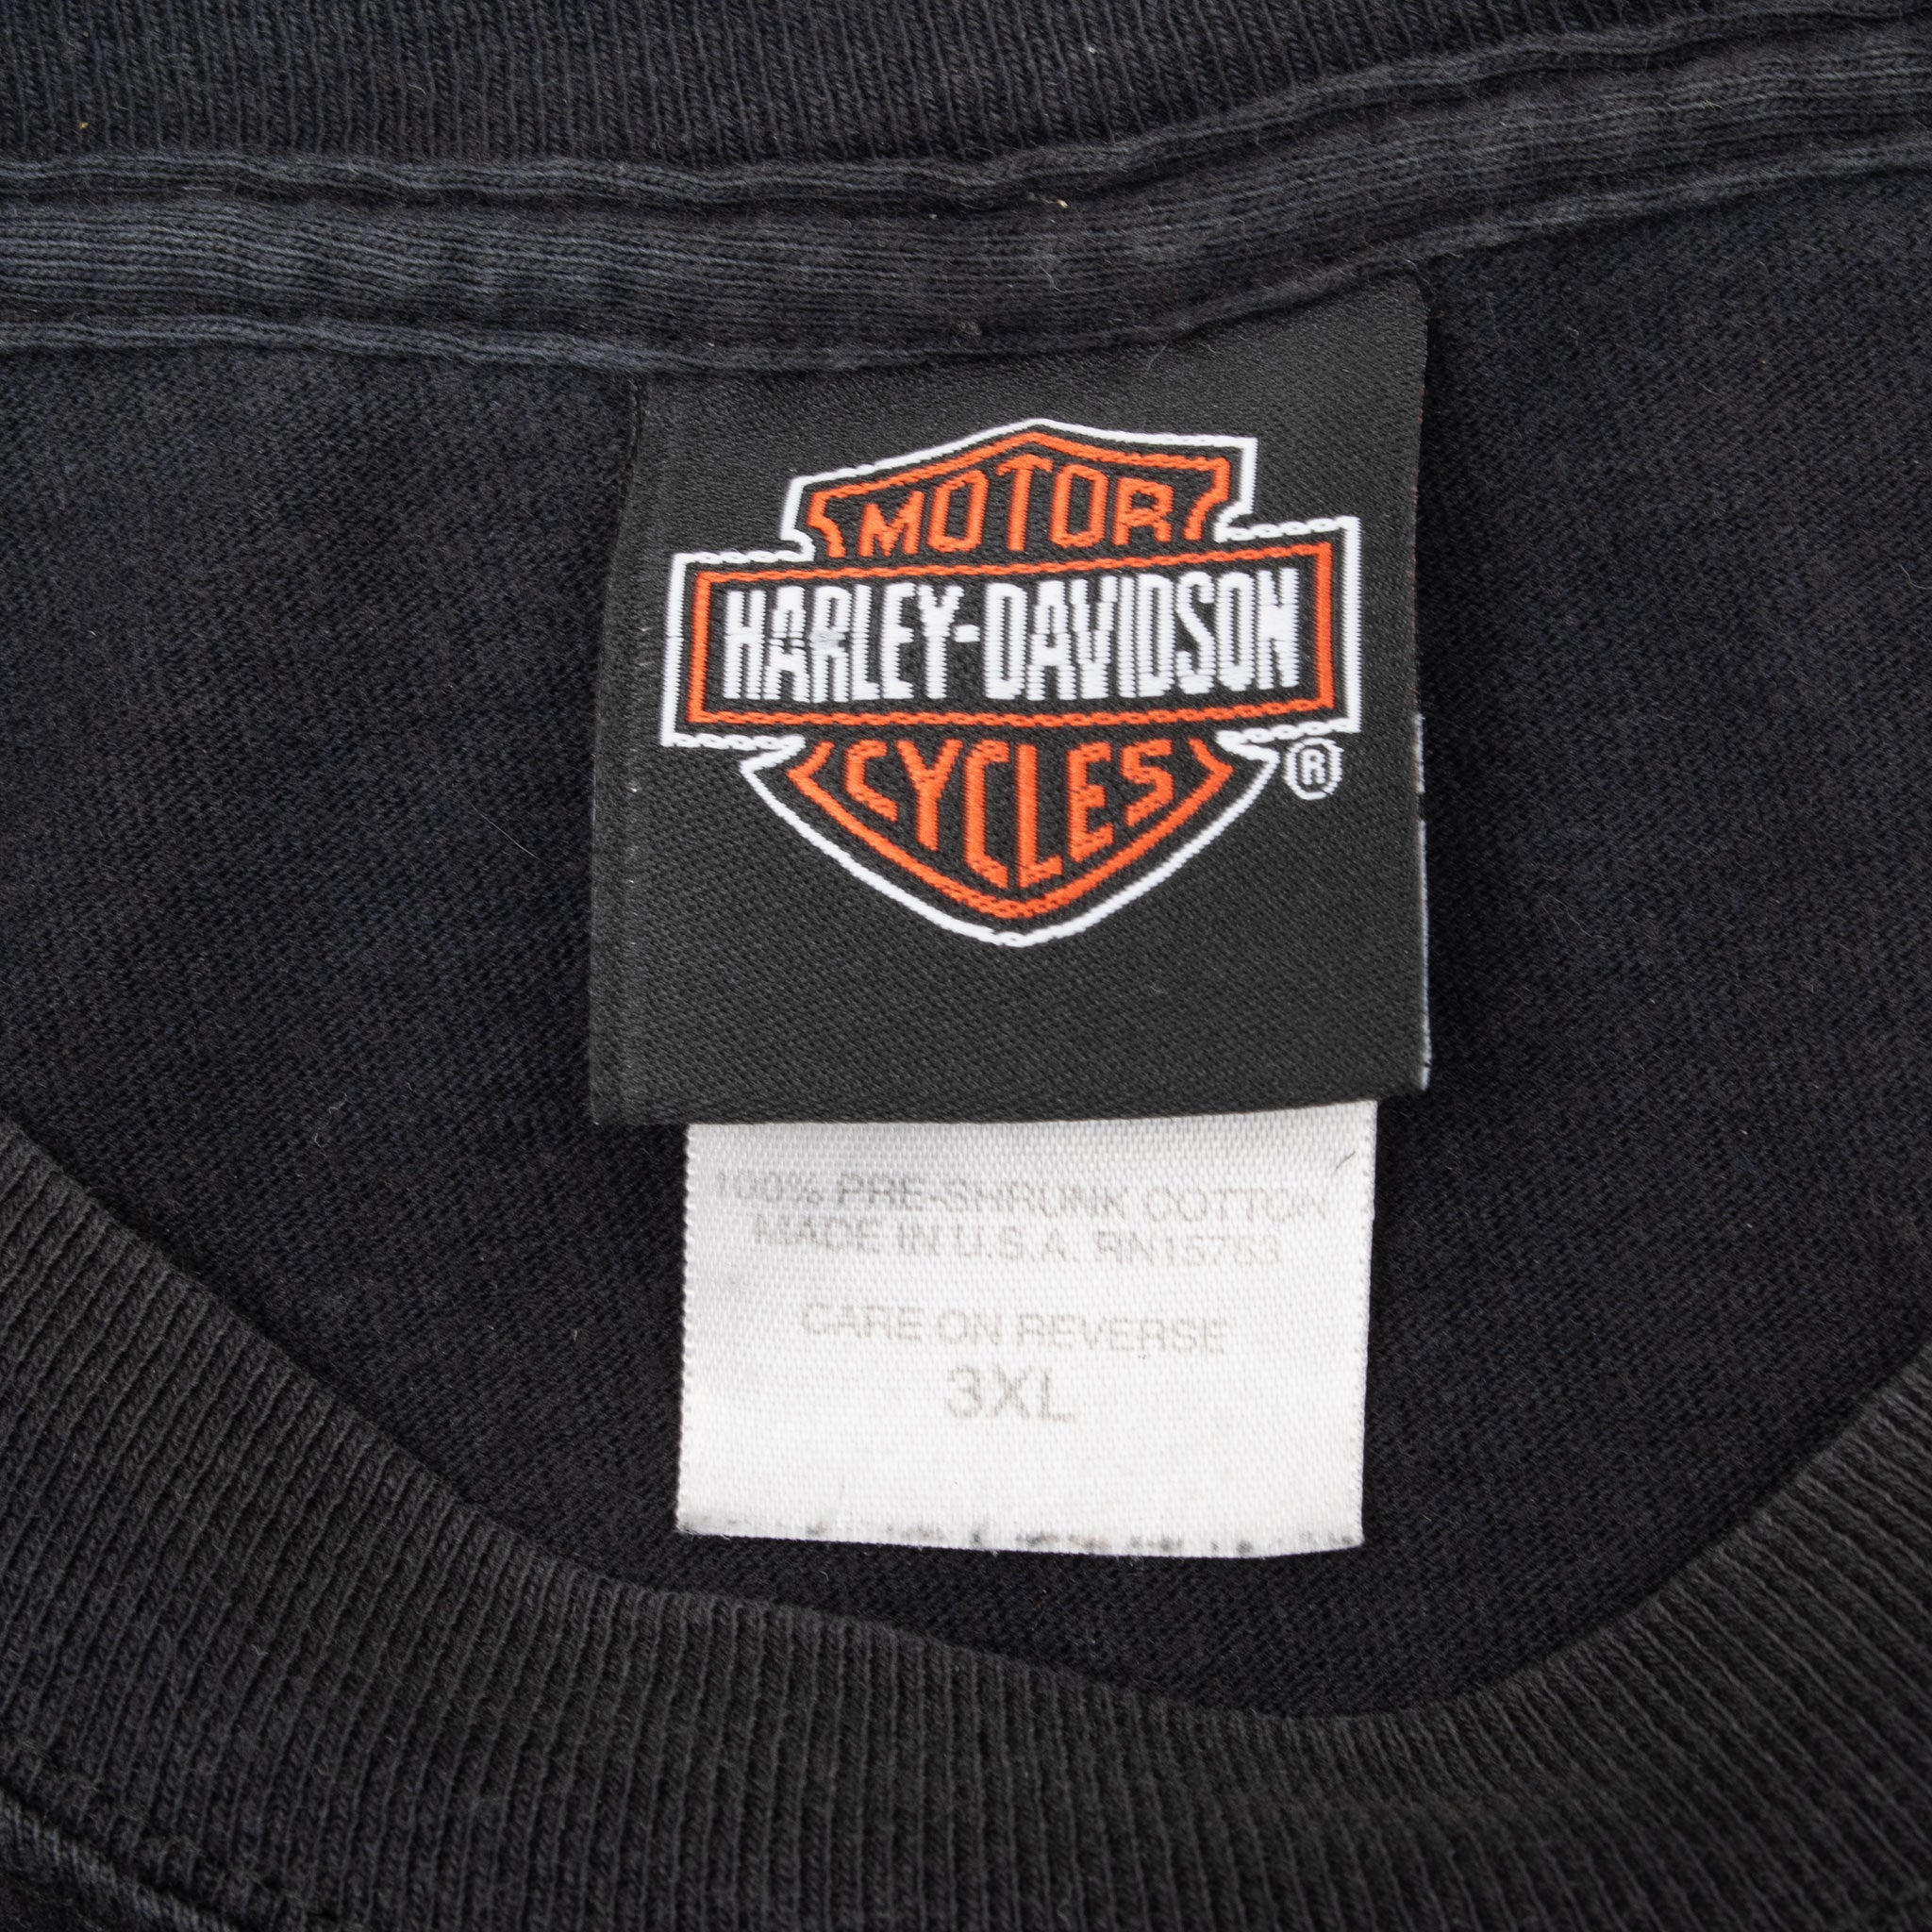 MOTOR
HARLEY-DAVIDSON
CYCLES
®
100% PRE-SHRUNK COTTON
MADE IN U.S.A. RN15763
CARE ON REVERSE
3XL